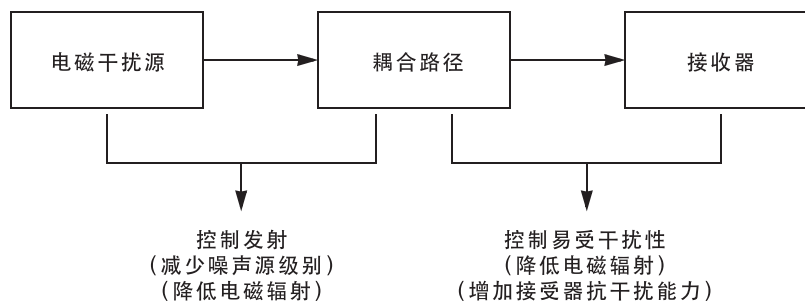 电磁干扰源
耦合路径
接收器
控制发射
(减少噪声源级别)
(降低电磁辐射)
控制易受干扰性
(降低电磁辐射)
(增加接受器抗干扰能力)